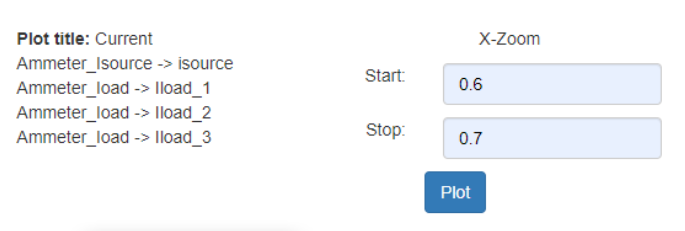 Plot title: Current
Ammeter_Isource -> isource
Ammeter_load -> Iload_1
Ammeter_load -> Iload_2
Ammeter_load -> Iload_3
X-Zoom
Start:
0.6
Stop:
0.7
Plot